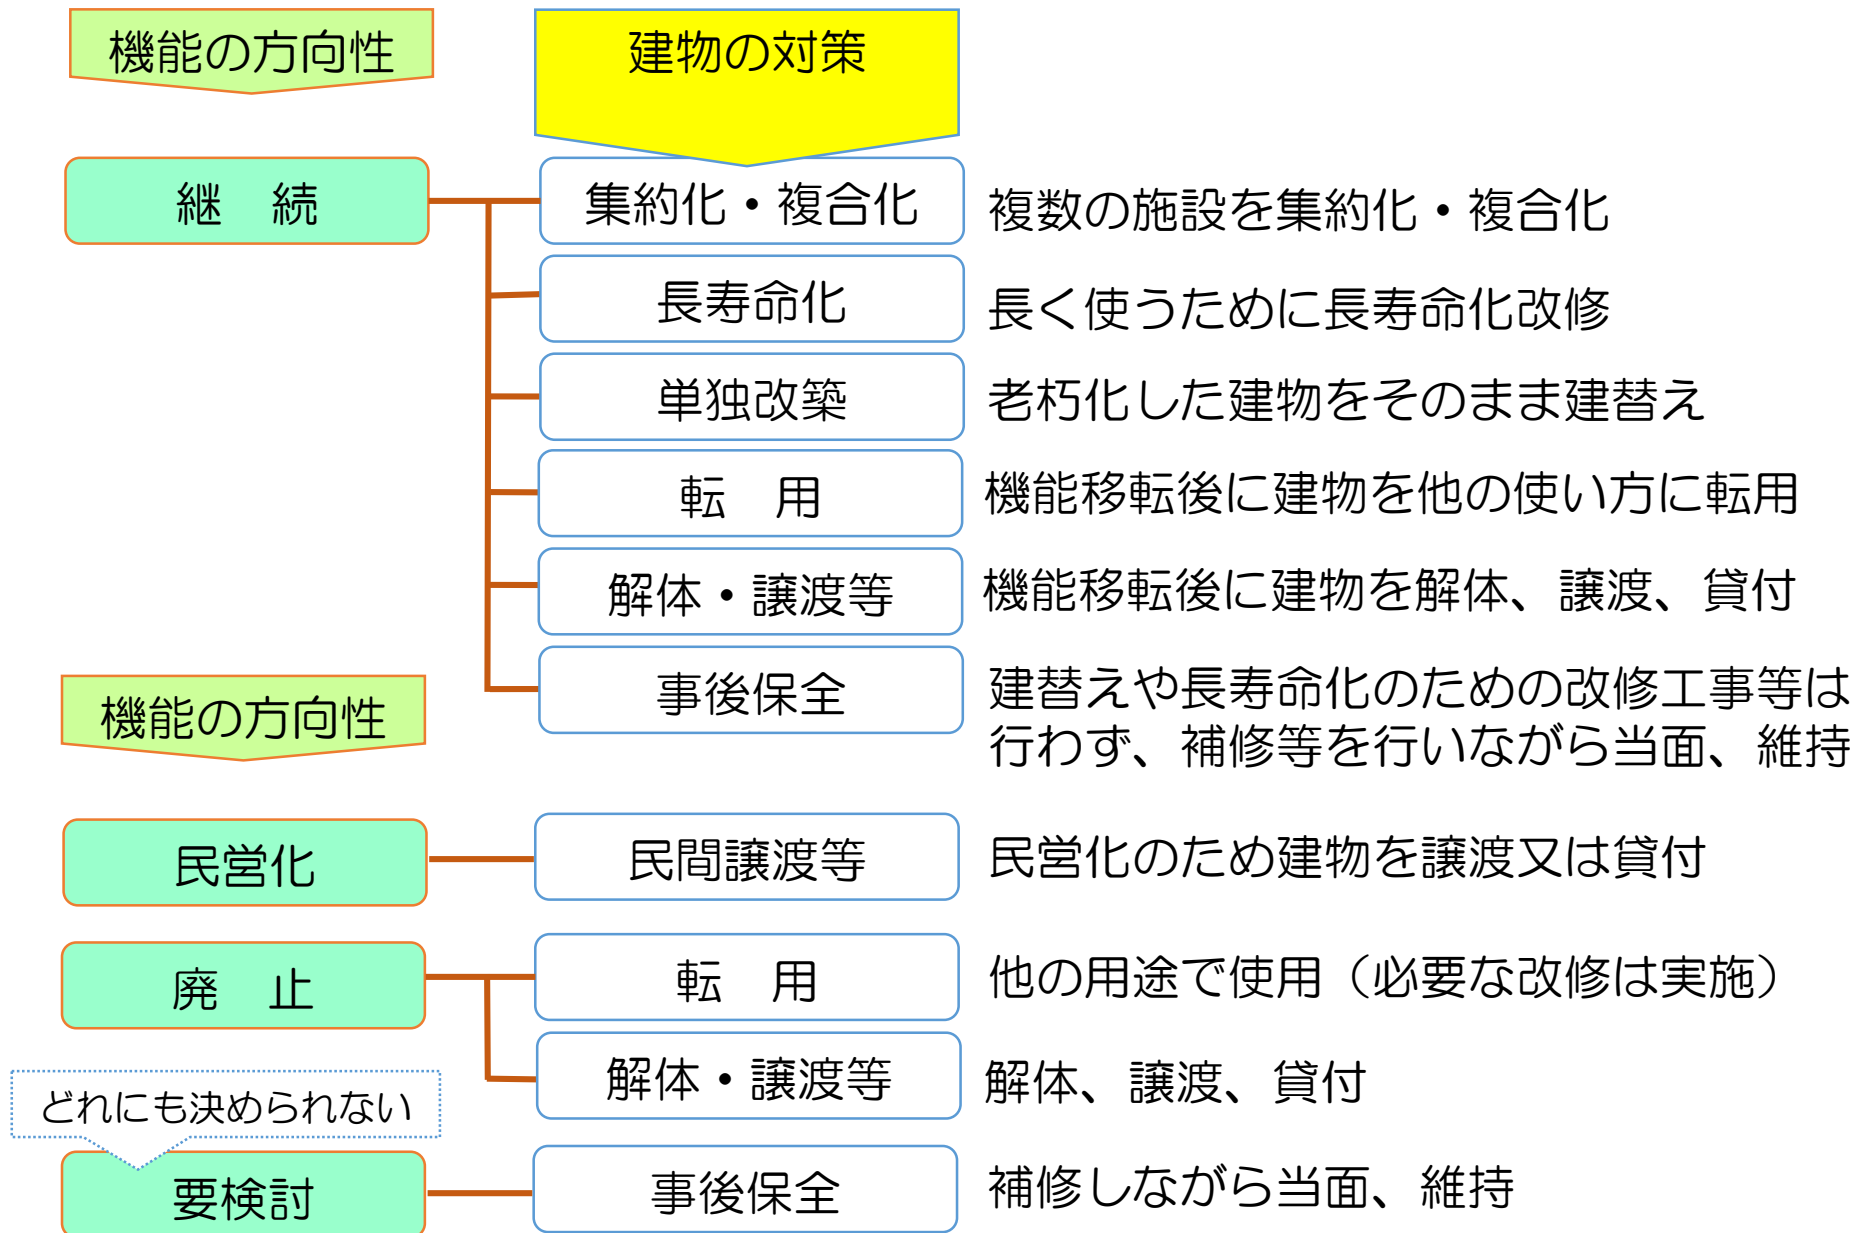 機能の方向性
建物の対策
継　続
集約化・複合化
複数の施設を集約化・複合化
長寿命化
長く使うために長寿命化改修
単独改築
老朽化した建物をそのまま建替え
転　用
機能移転後に建物を他の使い方に転用
解体・譲渡等
機能移転後に建物を解体、譲渡、貸付
事後保全
建替えや長寿命化のための改修工事等は
行わず、補修等を行いながら当面、維持
機能の方向性
民営化
民間譲渡等
民営化のため建物を譲渡又は貸付
廃　止
転　用
他の用途で使用（必要な改修は実施）
解体・譲渡等
解体、譲渡、貸付
どれにも決められない
要検討
事後保全
補修しながら当面、維持